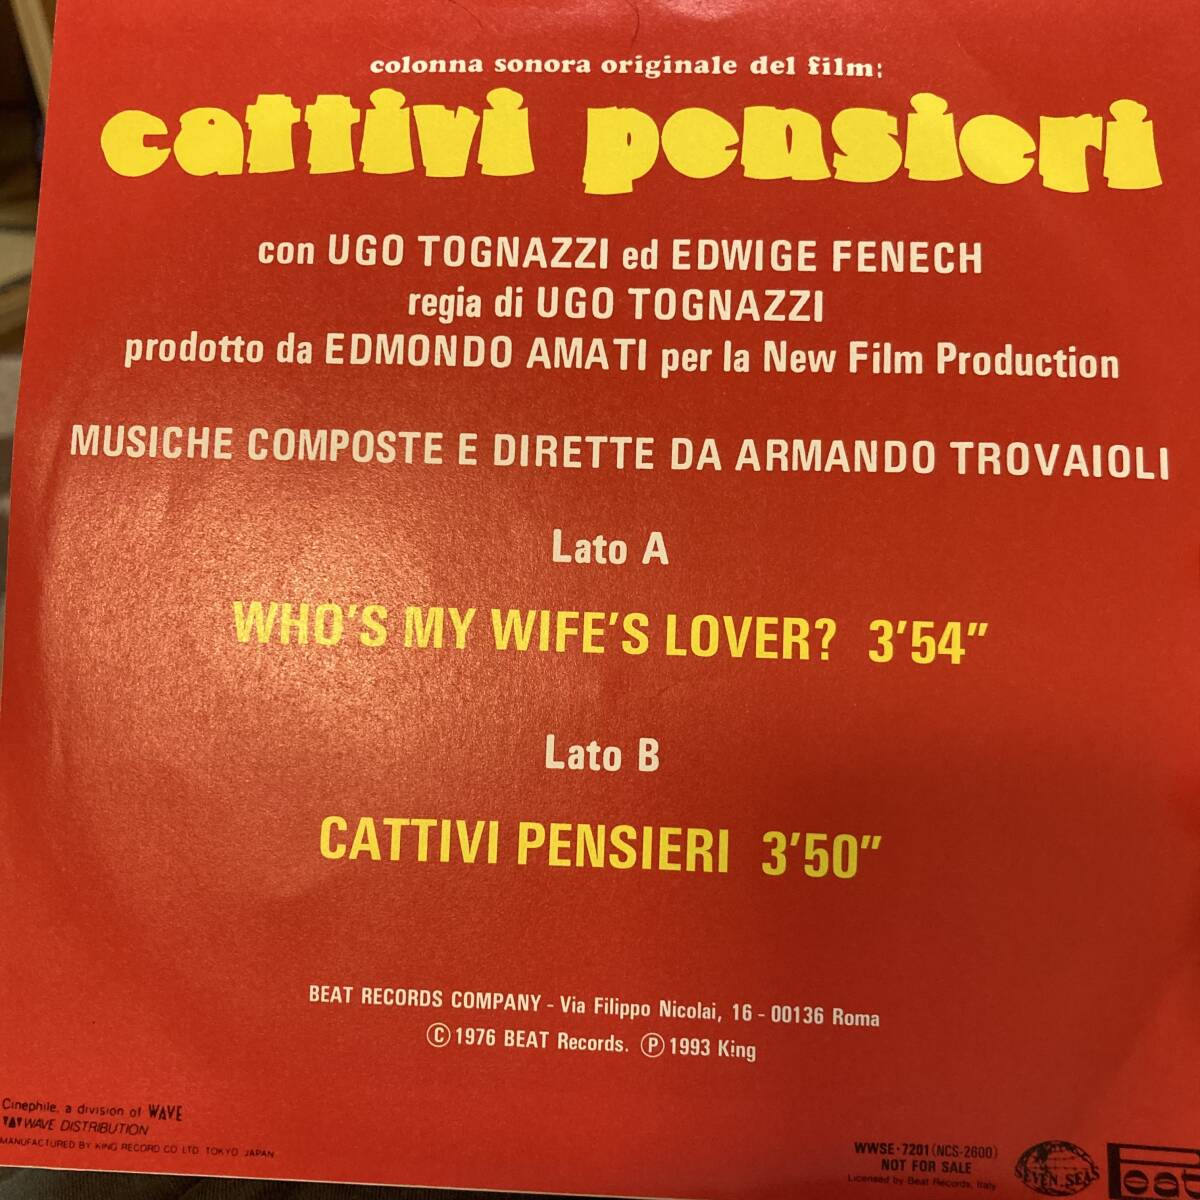 colonna sonora originale del film:
cattivi pensieri
con UGO TOGNAZZI ed EDWIGE FENECH
regia di UGO TOGNAZZI
prodotto da EDMONDO AMATI per la New Film Production
MUSICHE COMPOSTE E DIRETTE DA ARMANDO TROVAIOLI
Lato A
WHO'S MY WIFE'S LOVER? 3'54"
Lato B
CATTIVI PENSIERI 3'50"
BEAT RECORDS COMPANY - Via Filippo Nicolai, 16 - 00136 Roma
Ⓒ 1976 BEAT Records. Ⓟ 1993 King
Cinephile, a division of WAVE
WAVE DISTRIBUTION
MANUFACTURED BY KING RECORD CO. LTD. TOKYO, JAPAN
WWSE-7201 (NCS-2600)
NOT FOR SALE
Licensed by Beat Records, Italy
SEVEN SEAS